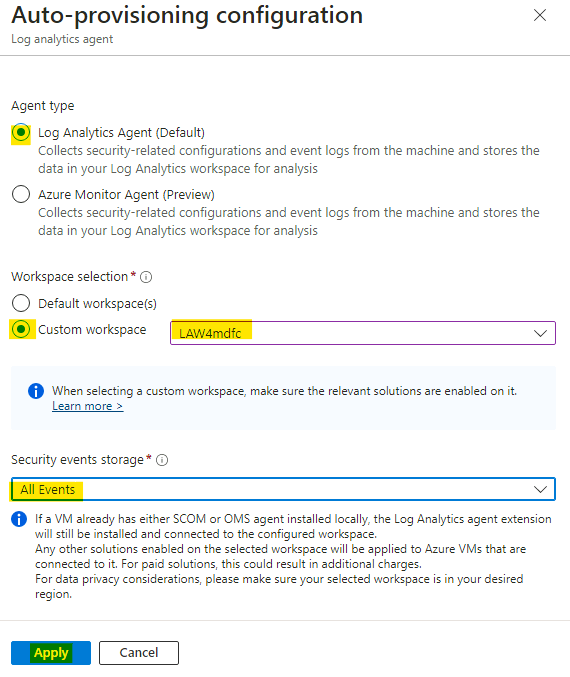 Auto-provisioning configuration
Log analytics agent
Agent type
Log Analytics Agent (Default)
Collects security-related configurations and event logs from the machine and stores the
data in your Log Analytics workspace for analysis
Azure Monitor Agent (Preview)
Collects security-related configurations and event logs from the machine and stores the
data in your Log Analytics workspace for analysis
Workspace selection *
Default workspace(s)
Custom workspace
LAW4mdfc
When selecting a custom workspace, make sure the relevant solutions are enabled on it.
Learn more >
Security events storage *
All Events
If a VM already has either SCOM or OMS agent installed locally, the Log Analytics agent extension
will still be installed and connected to the configured workspace.
Any other solutions enabled on the selected workspace will be applied to Azure VMs that are
connected to it. For paid solutions, this could result in additional charges.
For data privacy considerations, please make sure your selected workspace is in your desired
region.
Apply
Cancel